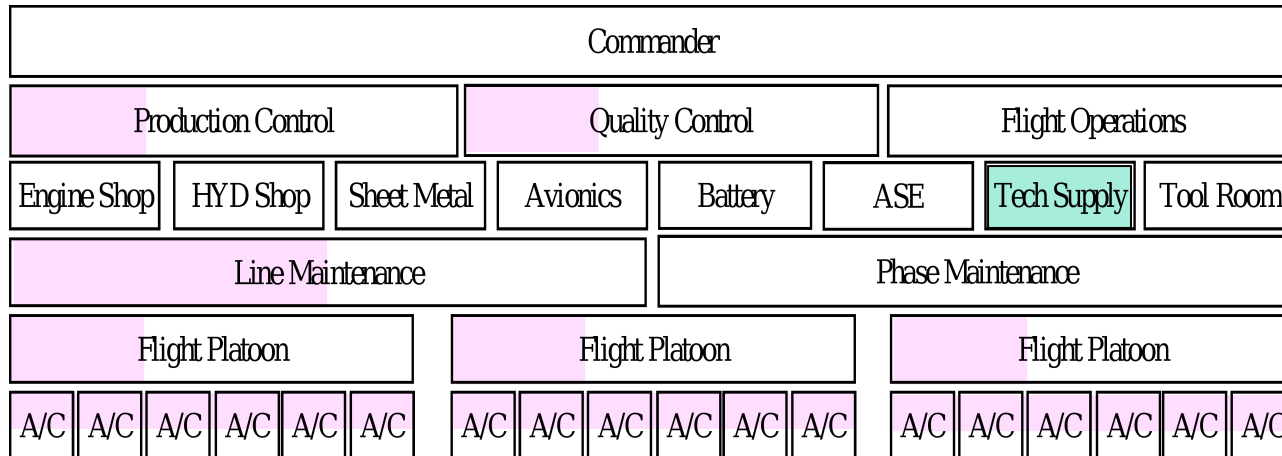 Commander
Production Control Quality Control Flight Operations
Engine Shop HYD Shop Sheet Metal Avionics Battery ASE Tech Supply Tool Room
Line Maintenance Phase Maintenance
Flight Platoon Flight Platoon Flight Platoon
A/C A/C A/C A/C A/C A/C A/C A/C A/C A/C A/C A/C A/C A/C A/C A/C A/C A/C